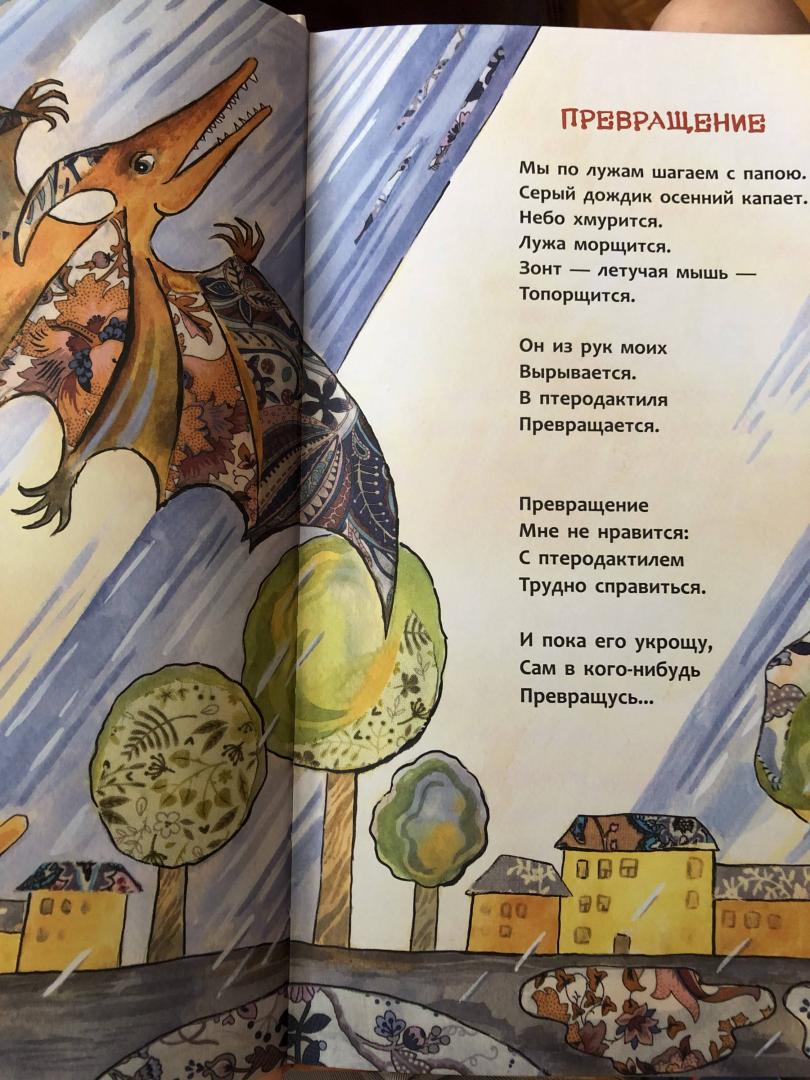 ПРЕВРАЩЕНИЕ
Мы по лужам шагаем с папою.
Серый дождик осенний капает.
Небо хмурится.
Лужа морщится.
Зонт — летучая мышь —
Топорщится.
Он из рук моих
Вырывается.
В птеродактиля
Превращается.
Превращение
Мне не нравится:
С птеродактилем
Трудно справиться.
И пока его укрощу,
Сам в кого-нибудь
Превращусь...